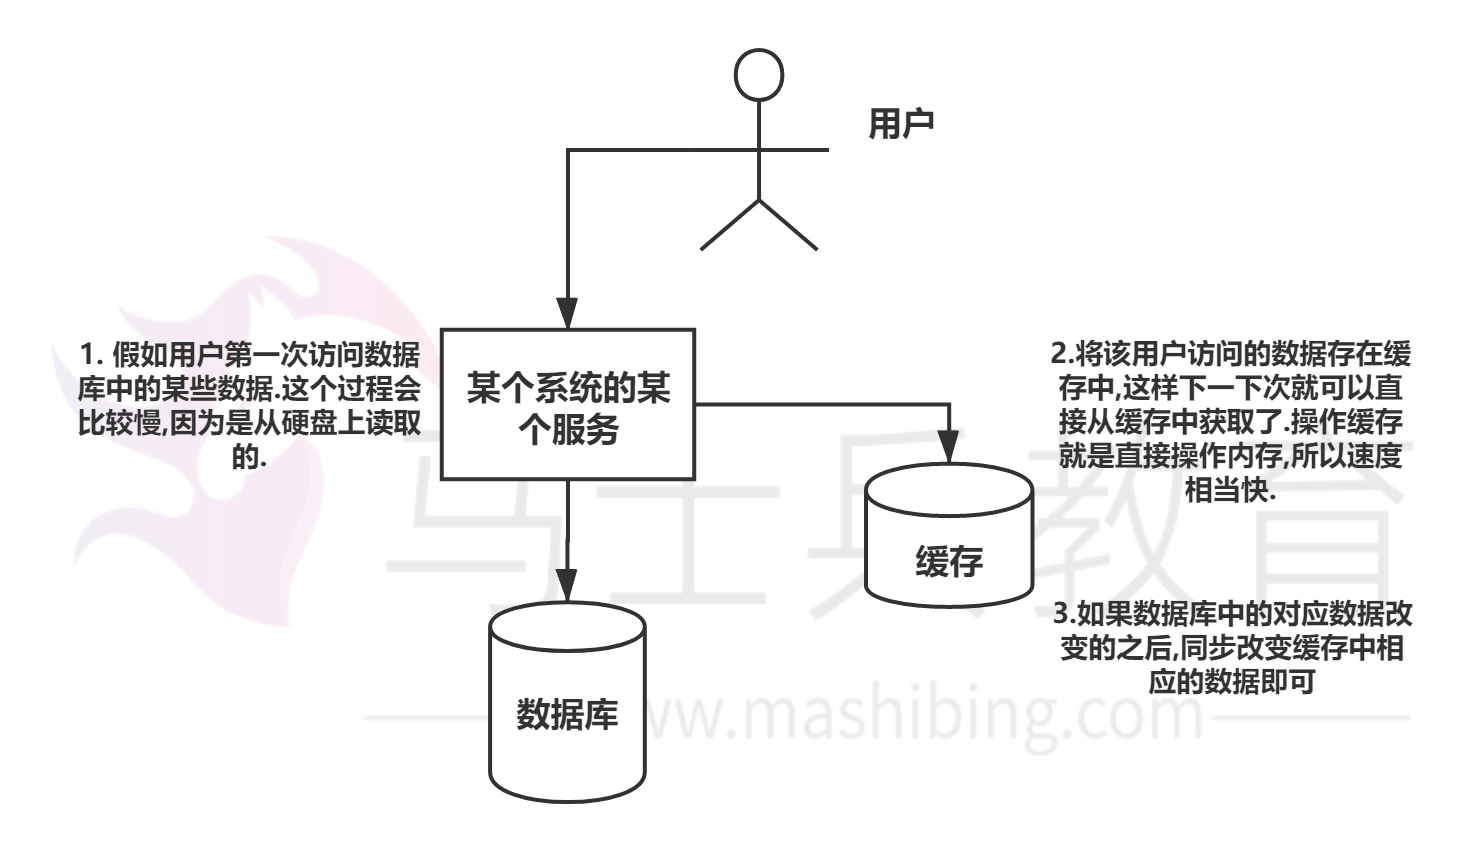 用户
1. 假如用户第一次访问数据
库中的某些数据.这个过程会
比较慢,因为是从硬盘上读取
的.
某个系统的某
个服务
2.将该用户访问的数据存在缓
存中,这样下一下次就可以直
接从缓存中获取了.操作缓存
就是直接操作内存,所以速度
相当快.
缓存
3.如果数据库中的对应数据改
变的之后,同步改变缓存中相
应的数据即可
数据库
马士兵教育
www.mashibing.com